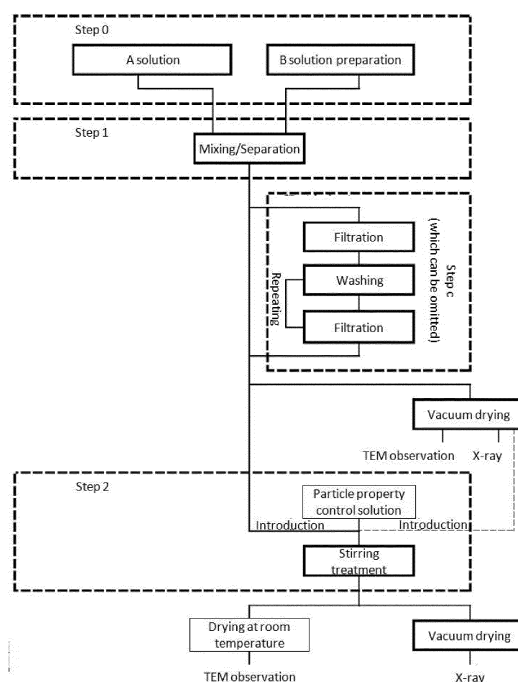 Step 0
A solution
B solution preparation
Step 1
Mixing/Separation
Filtration
Washing
Filtration
Repeating
Step c
(which can be omitted)
Vacuum drying
TEM observation
X-ray
Step 2
Particle property
control solution
Introduction
Introduction
Stirring
treatment
Drying at room
temperature
Vacuum drying
TEM observation
X-ray